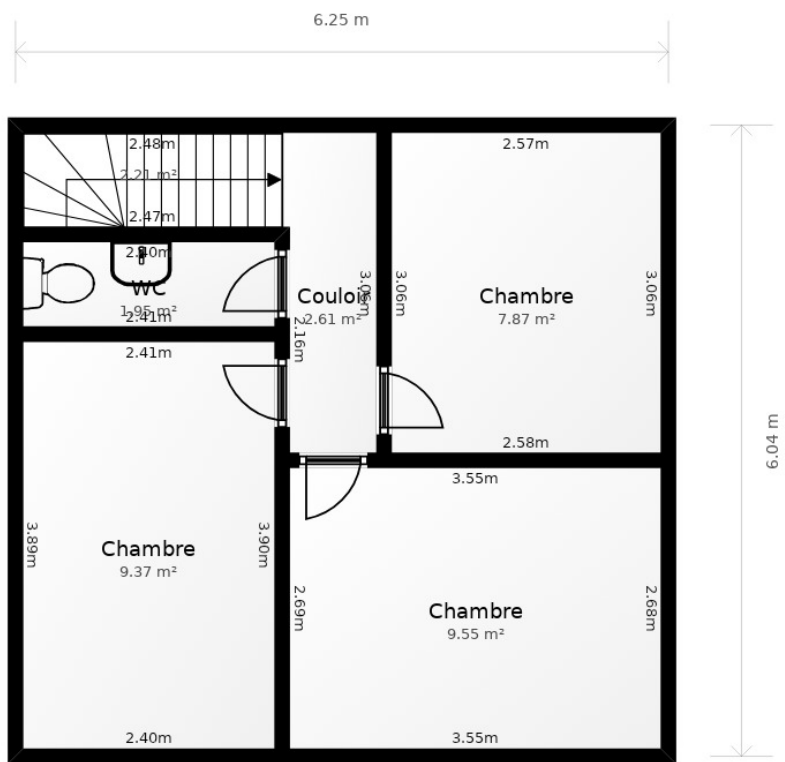 6.25 m
2.48m
2.21 m²
2.47m
2.57m
2.40m
WC
1.95 m²
2.41m
2.41m
Couloir
2.61 m²
3.06m
2.16m
3.06m
Chambre
7.87 m²
3.06m
2.58m
6.04 m
3.55m
3.89m
Chambre
9.37 m²
3.90m
2.69m
Chambre
9.55 m²
2.68m
2.40m
3.55m